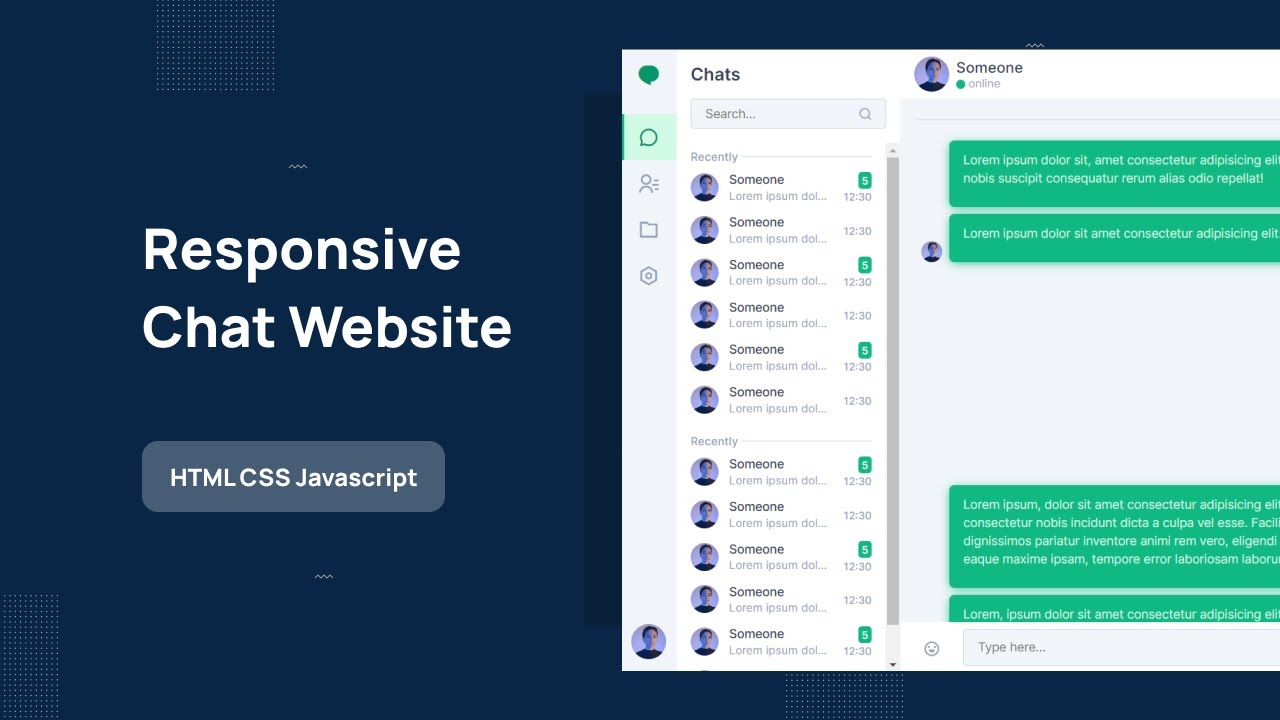 Responsive
Chat Website
HTML CSS Javascript
Chats
Search...
Recently
Someone
5
Lorem ipsum dol...
12:30
Someone
Lorem ipsum dol...
12:30
Someone
5
Lorem ipsum dol...
12:30
Someone
Lorem ipsum dol...
12:30
Someone
5
Lorem ipsum dol...
12:30
Someone
Lorem ipsum dol...
12:30
Recently
Someone
5
Lorem ipsum dol...
12:30
Someone
Lorem ipsum dol...
12:30
Someone
5
Lorem ipsum dol...
12:30
Someone
Lorem ipsum dol...
12:30
Someone
5
Lorem ipsum dol...
12:30
Someone
online
Lorem ipsum dolor sit, amet consectetur adipisicing elit
nobis suscipit consequatur rerum alias odio repellat!
Lorem ipsum dolor sit amet consectetur adipisicing elit.
Lorem ipsum, dolor sit amet consectetur adipisicing elit
consectetur nobis incidunt dicta a culpa vel esse. Facili
dignissimos pariatur inventore animi rem vero, eligendi
eaque maxime ipsam, tempore error laboriosam laboru
Lorem, ipsum dolor sit amet consectetur adipisicing elit
Type here...